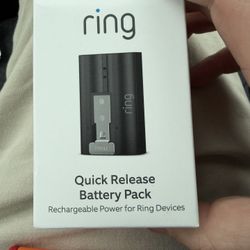 ring
ring
Quick Release
Battery Pack
Rechargeable Power for Ring Devices